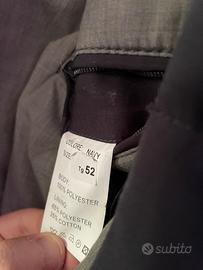 COLORE: NAVY
SIZE:
Tg 52
BODY:
100% POLYESTER
LINING:
65% POLYESTER
35% COTTON
subito